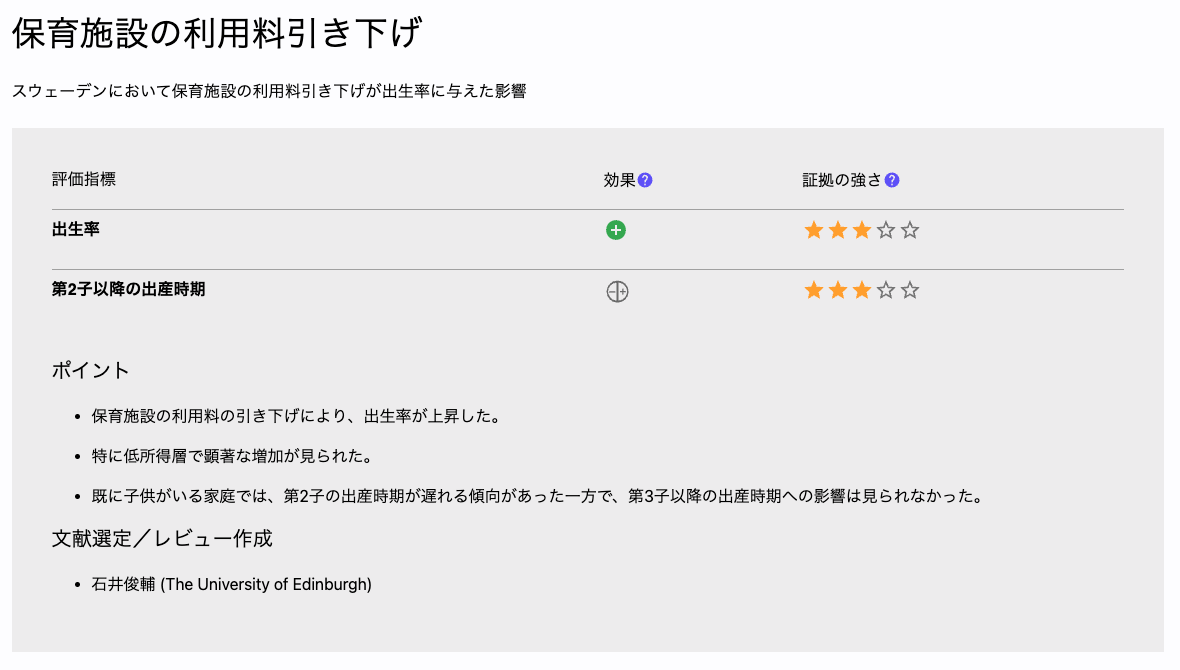 保育施設の利用料引き下げ
スウェーデンにおいて保育施設の利用料引き下げが出生率に与えた影響
評価指標 効果? 証拠の強さ?
出生率 + ★★★☆☆
第2子以降の出産時期 −+ ★★★☆☆
ポイント
• 保育施設の利用料の引き下げにより、出生率が上昇した。
• 特に低所得層で顕著な増加が見られた。
• 既に子供がいる家庭では、第2子の出産時期が遅れる傾向があった一方で、第3子以降の出産時期への影響は見られなかった。
文献選定／レビュー作成
• 石井俊輔 (The University of Edinburgh)